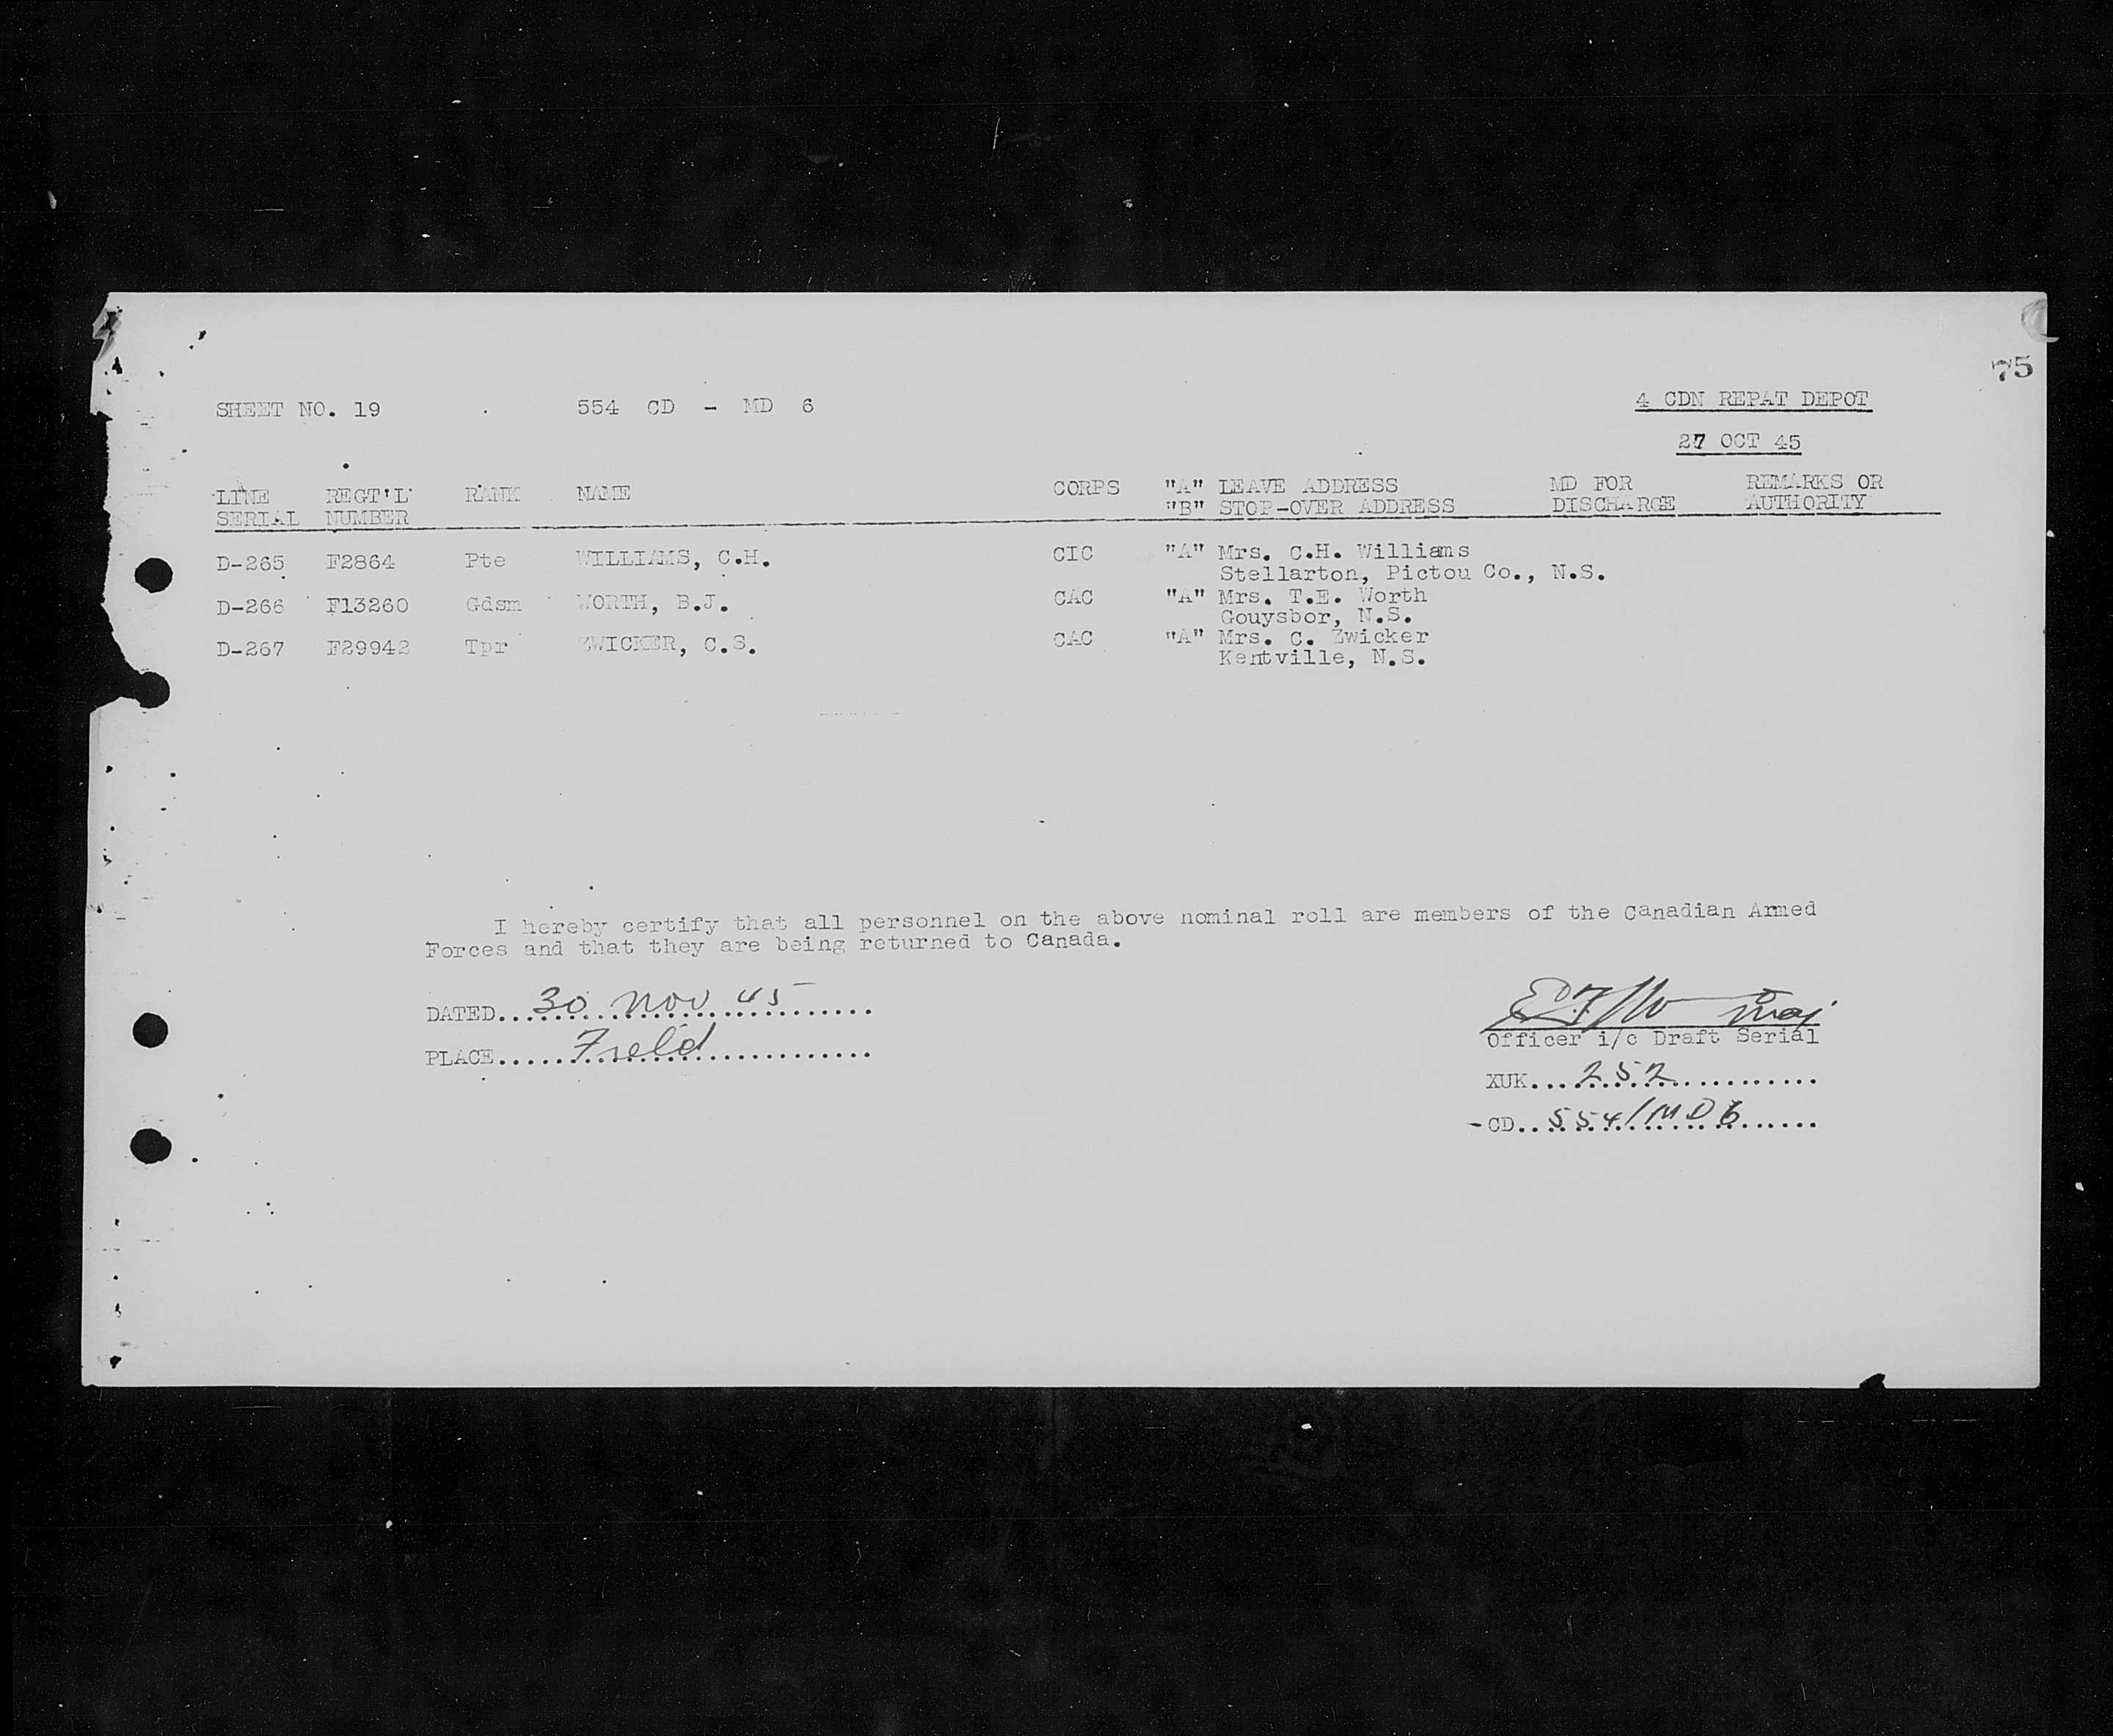 75
SHEET NO. 19 554 CD - MD 6 4 CDN REPAT DEPOT
27 OCT 45
LINE REGT'L RANK NAME CORPS "A" LEAVE ADDRESS MD FOR REMARKS OR
SERIAL NUMBER "B" STOP-OVER ADDRESS DISCHARGE AUTHORITY
D-265 F2864 Pte WILLIAMS, C.H. CIC "A" Mrs. C.H. Williams
Stellarton, Pictou Co., N.S.
D-266 F13260 Gdsm WORTH, B.J. CAC "A" Mrs. T.E. Worth
Gouysbor, N.S.
D-267 F29942 Tpr ZWICKER, C.S. CAC "A" Mrs. C. Zwicker
Kentville, N.S.
I hereby certify that all personnel on the above nominal roll are members of the Canadian Armed
Forces and that they are being returned to Canada.
DATED...30 Nov 45...
PLACE...Field...
Maj
Officer i/c Draft Serial
XUK...252...
- CD..554/MD6...